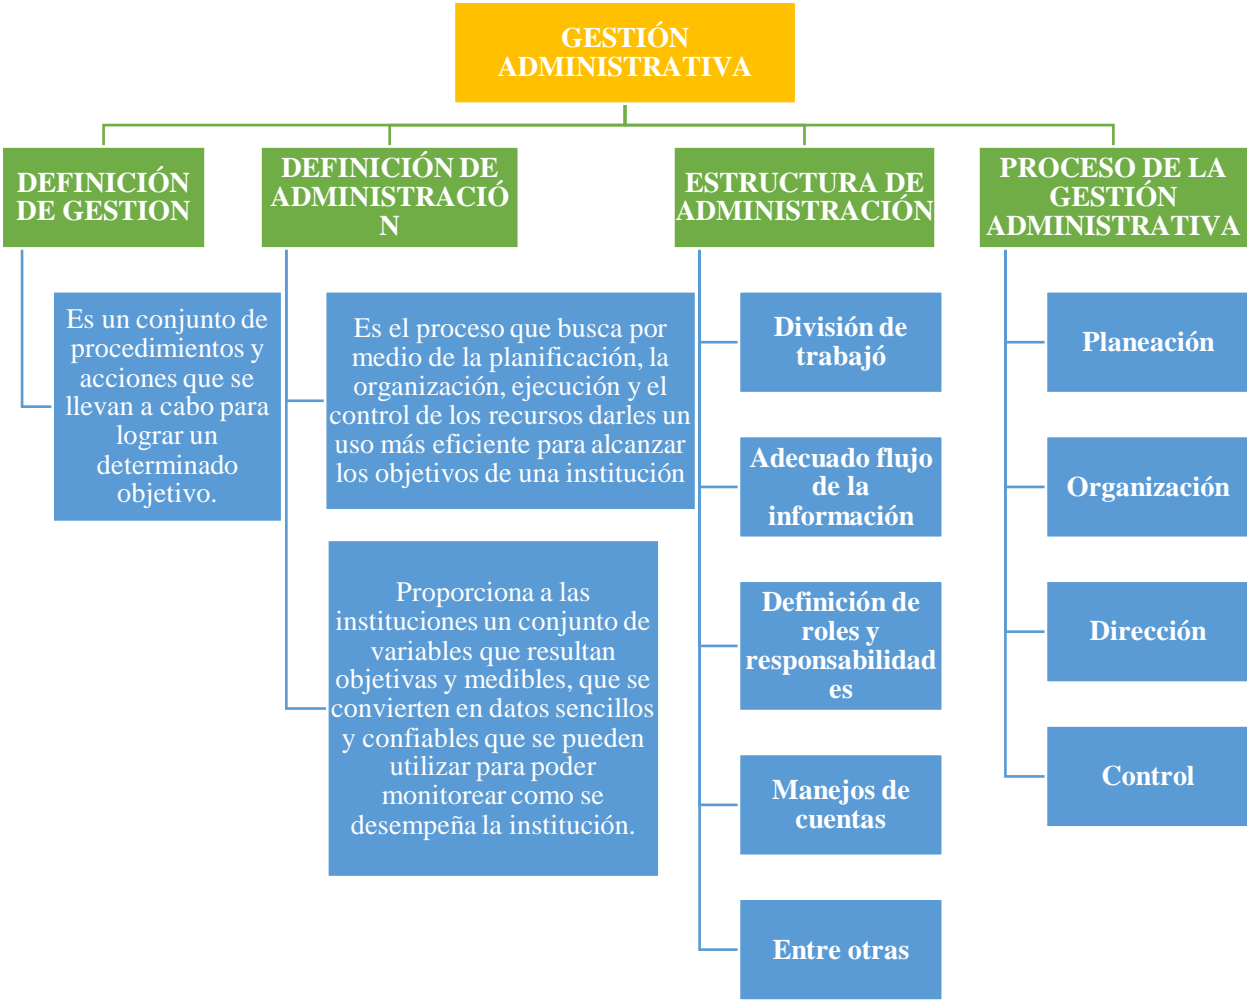 GESTIÓN
ADMINISTRATIVA
DEFINICIÓN
DE GESTION
Es un conjunto de
procedimientos y
acciones que se
llevan a cabo para
lograr un
determinado
objetivo.
DEFINICIÓN DE
ADMINISTRACIÓ
N
Es el proceso que busca por
medio de la planificación, la
organización, ejecución y el
control de los recursos darles un
uso más eficiente para alcanzar
los objetivos de una institución
Proporciona a las
instituciones un conjunto de
variables que resultan
objetivas y medibles, que se
convierten en datos sencillos
y confiables que se pueden
utilizar para poder
monitorear como se
desempeña la institución.
ESTRUCTURA DE
ADMINISTRACIÓN
División de
trabajó
Adecuado flujo
de la
información
Definición de
roles y
responsabilidad
es
Manejos de
cuentas
Entre otras
PROCESO DE LA
GESTIÓN
ADMINISTRATIVA
Planeación
Organización
Dirección
Control